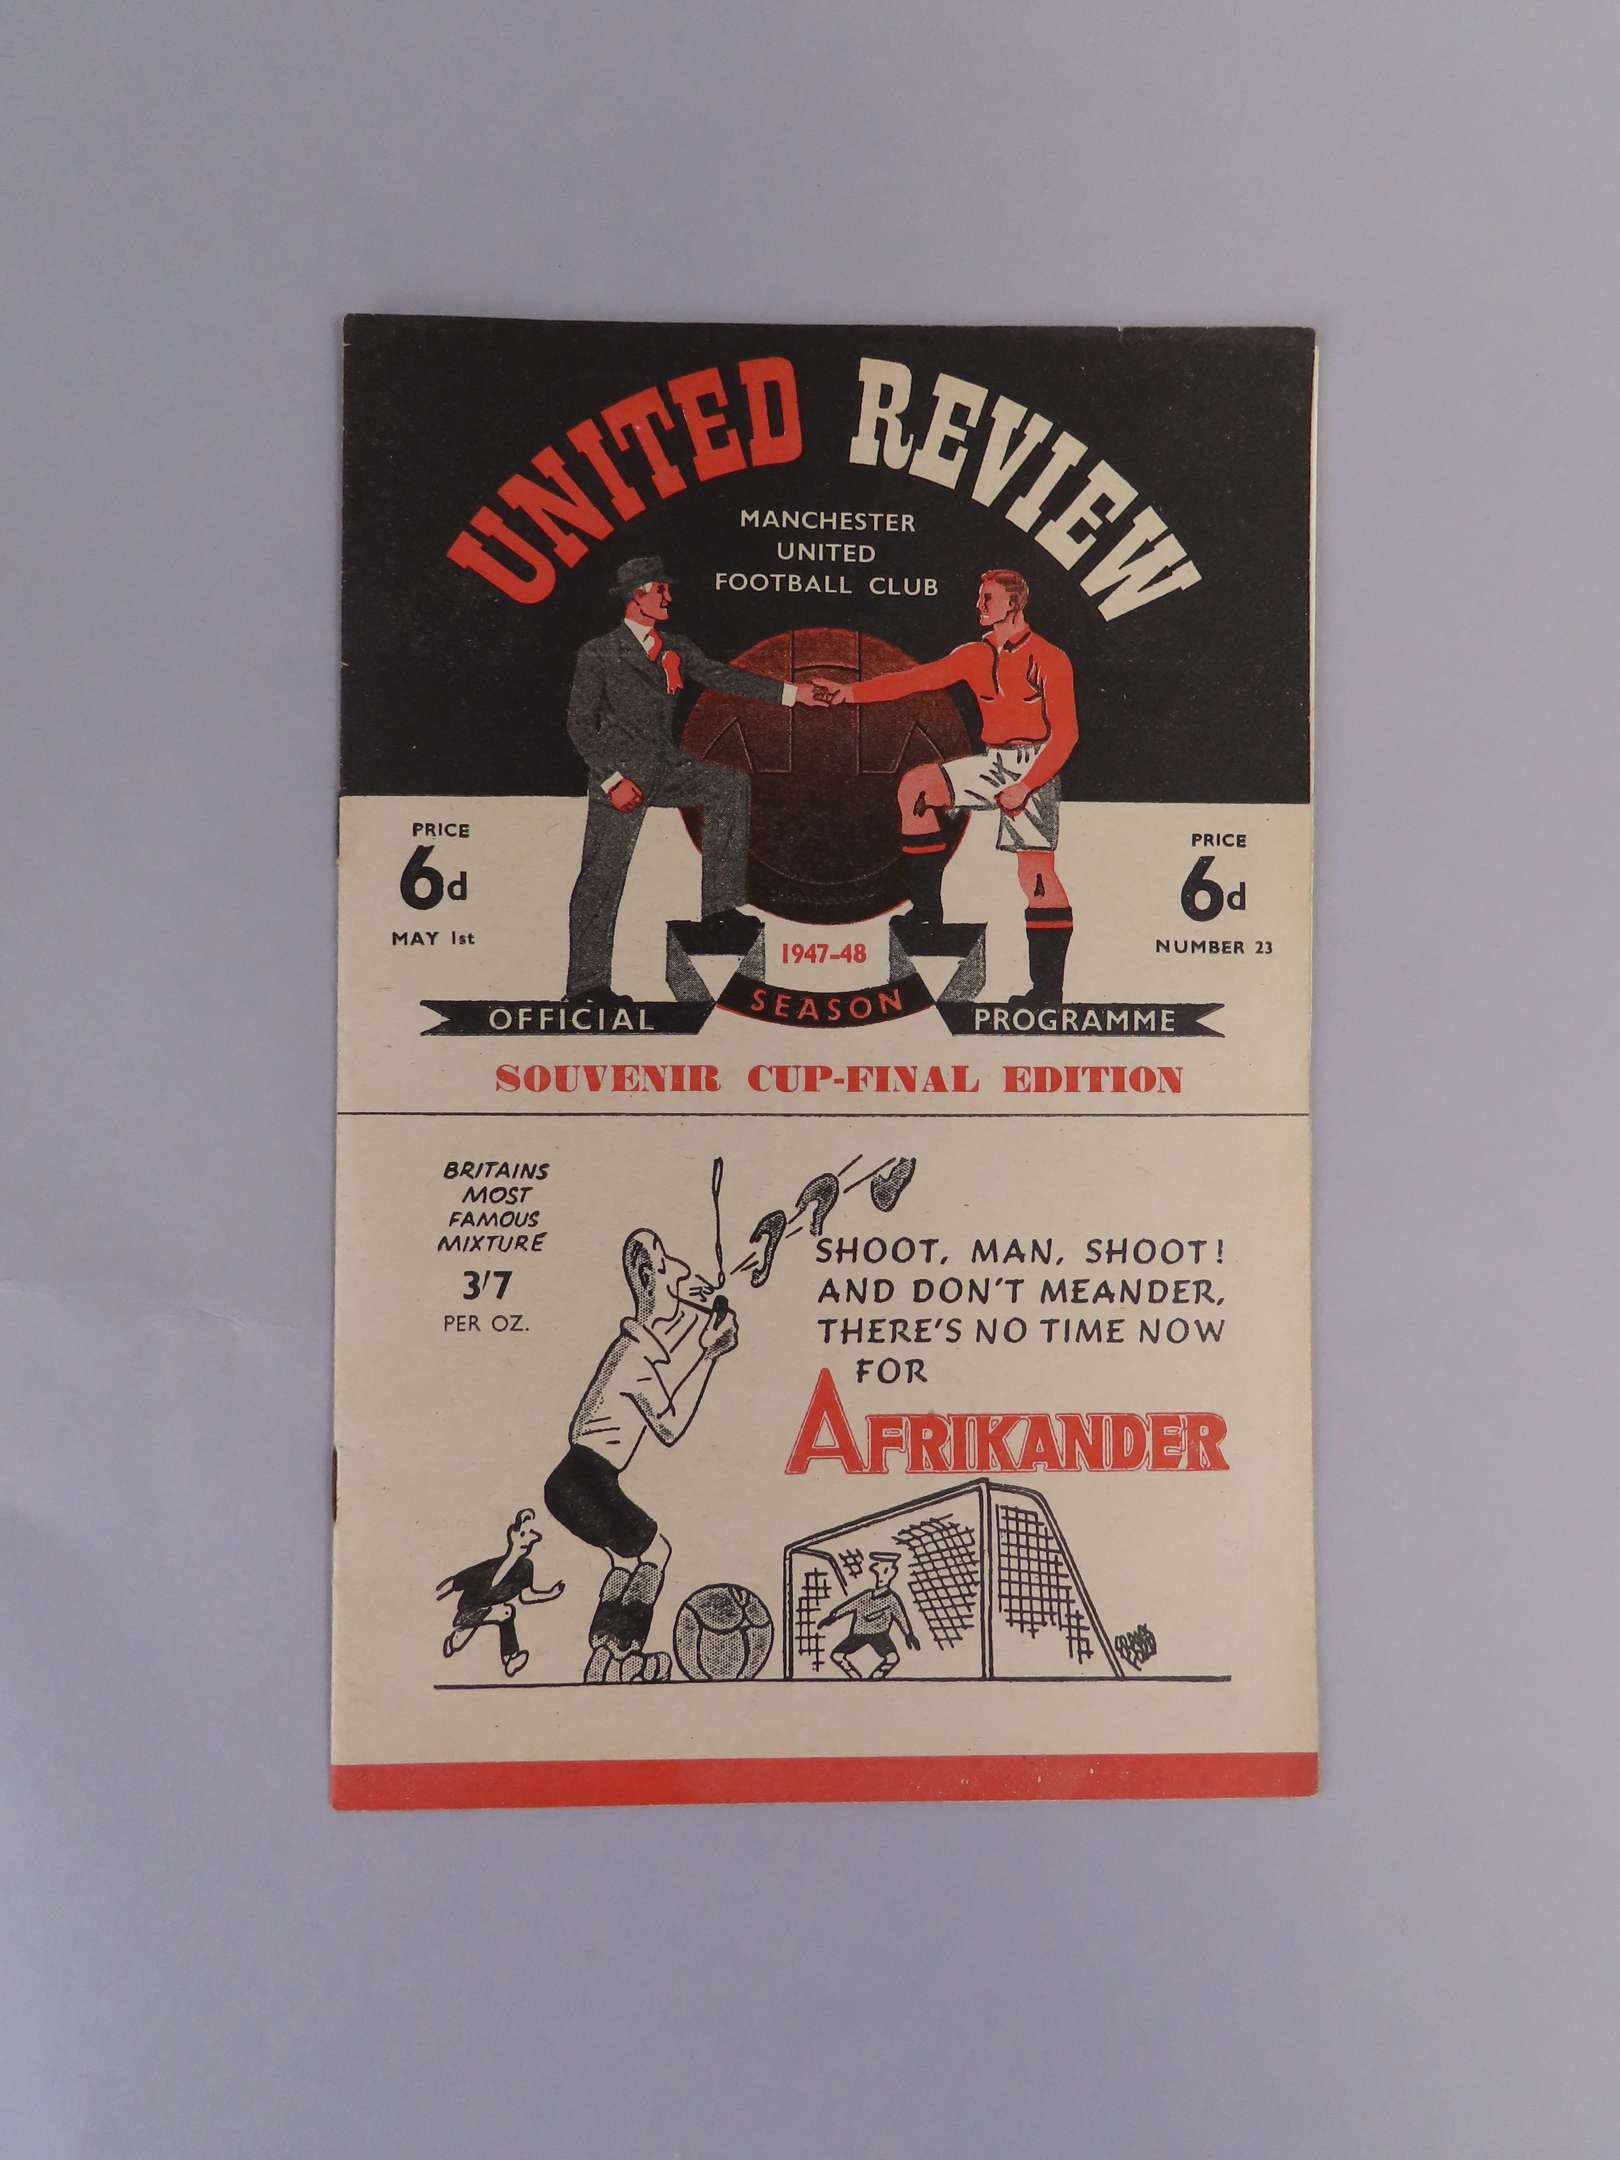 UNITED REVIEW
MANCHESTER
UNITED
FOOTBALL CLUB
PRICE
6d
MAY 1st
PRICE
6d
NUMBER 23
1947-48
OFFICIAL SEASON PROGRAMME
SOUVENIR CUP-FINAL EDITION
BRITAINS
MOST
FAMOUS
MIXTURE
3'7
PER OZ.
SHOOT, MAN, SHOOT!
AND DON'T MEANDER,
THERE'S NO TIME NOW
FOR
AFRIKANDER